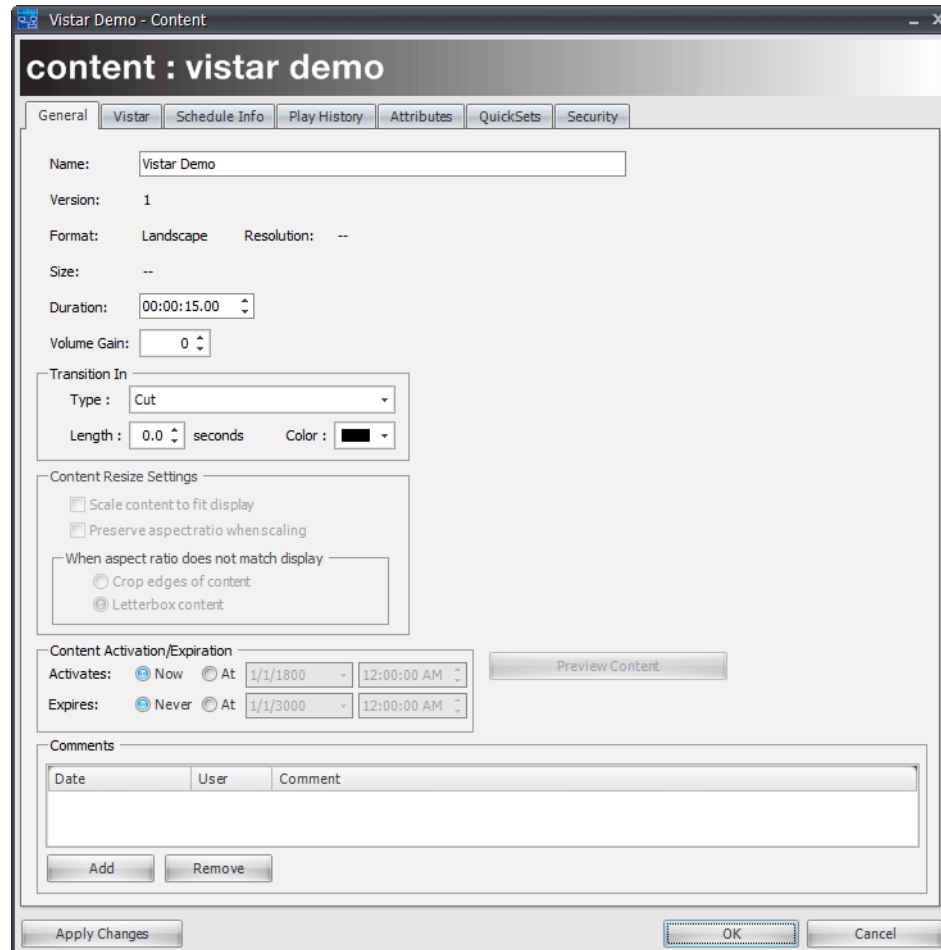 Vistar Demo - Content
content : vistar demo
General Vistar Schedule Info Play History Attributes QuickSets Security
Name: Vistar Demo
Version: 1
Format: Landscape Resolution: --
Size: --
Duration: 00:00:15.00
Volume Gain: 0
Transition In
Type : Cut
Length : 0.0 seconds Color :
Content Resize Settings
Scale content to fit display
Preserve aspect ratio when scaling
When aspect ratio does not match display
Crop edges of content
Letterbox content
Content Activation/Expiration
Activates: Now At 1/1/1800 12:00:00 AM
Preview Content
Expires: Never At 1/1/3000 12:00:00 AM
Comments
Date User Comment
Add Remove
Apply Changes OK Cancel